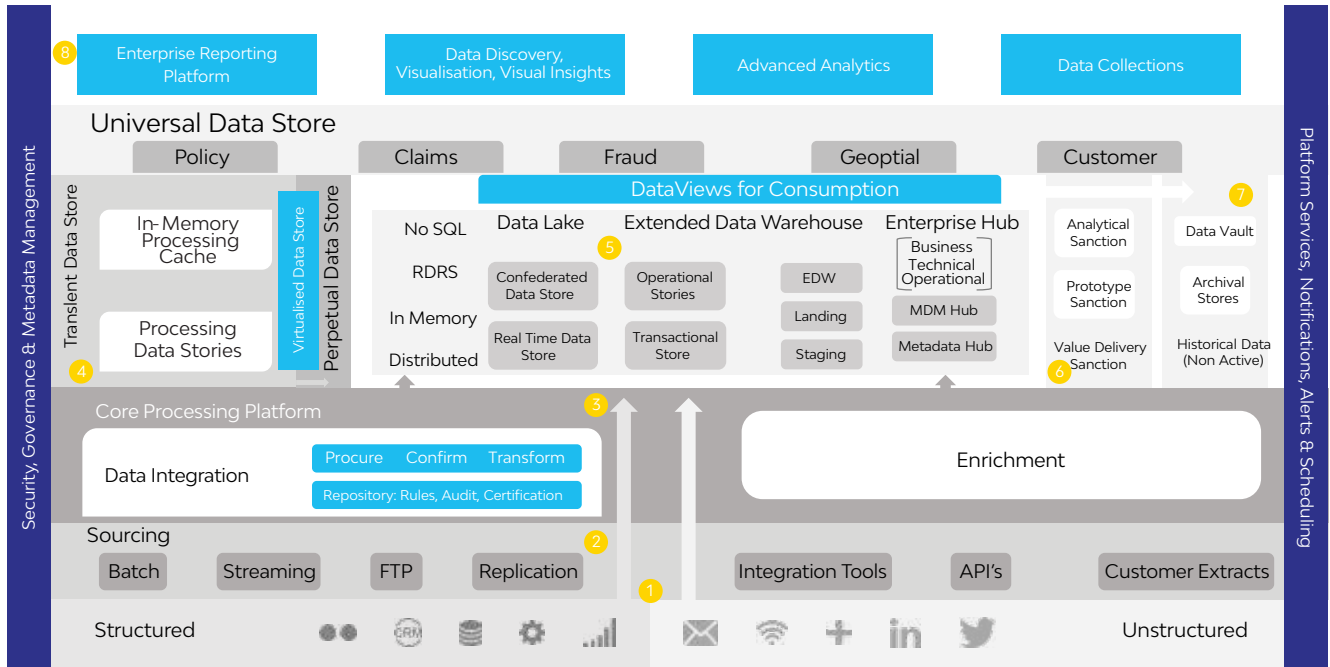 8
Enterprise Reporting
Platform
Data Discovery,
Visualisation, Visual Insights
Advanced Analytics
Data Collections
Universal Data Store
Policy
Claims
Fraud
Geoptial
Customer
Security, Governance & Metadata Management
Platform Services, Notifications, Alerts & Scheduling
Translent Data Store
In-Memory
Processing
Cache
Processing
Data Stories
4
Virtualised Data Store
Perpetual Data Store
DataViews for Consumption
No SQL
RDRS
In Memory
Distributed
Data Lake
5
Confederated
Data Store
Real Time Data
Store
Extended Data Warehouse
Operational
Stories
Transactional
Store
EDW
Landing
Staging
Enterprise Hub
Business
Technical
Operational
MDM Hub
Metadata Hub
Analytical
Sanction
Prototype
Sanction
Value Delivery
Sanction
6
7
Data Vault
Archival
Stores
Historical Data
(Non Active)
Core Processing Platform
3
Data Integration
Procure Confirm Transform
Repository: Rules, Audit, Certification
Enrichment
Sourcing
2
Batch
Streaming
FTP
Replication
Integration Tools
API's
Customer Extracts
1
Structured
CRM
in
Unstructured